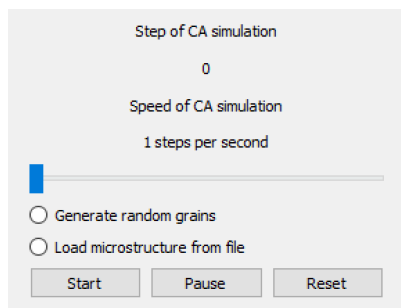 Step of CA simulation
0
Speed of CA simulation
1 steps per second
Generate random grains
Load microstructure from file
Start Pause Reset